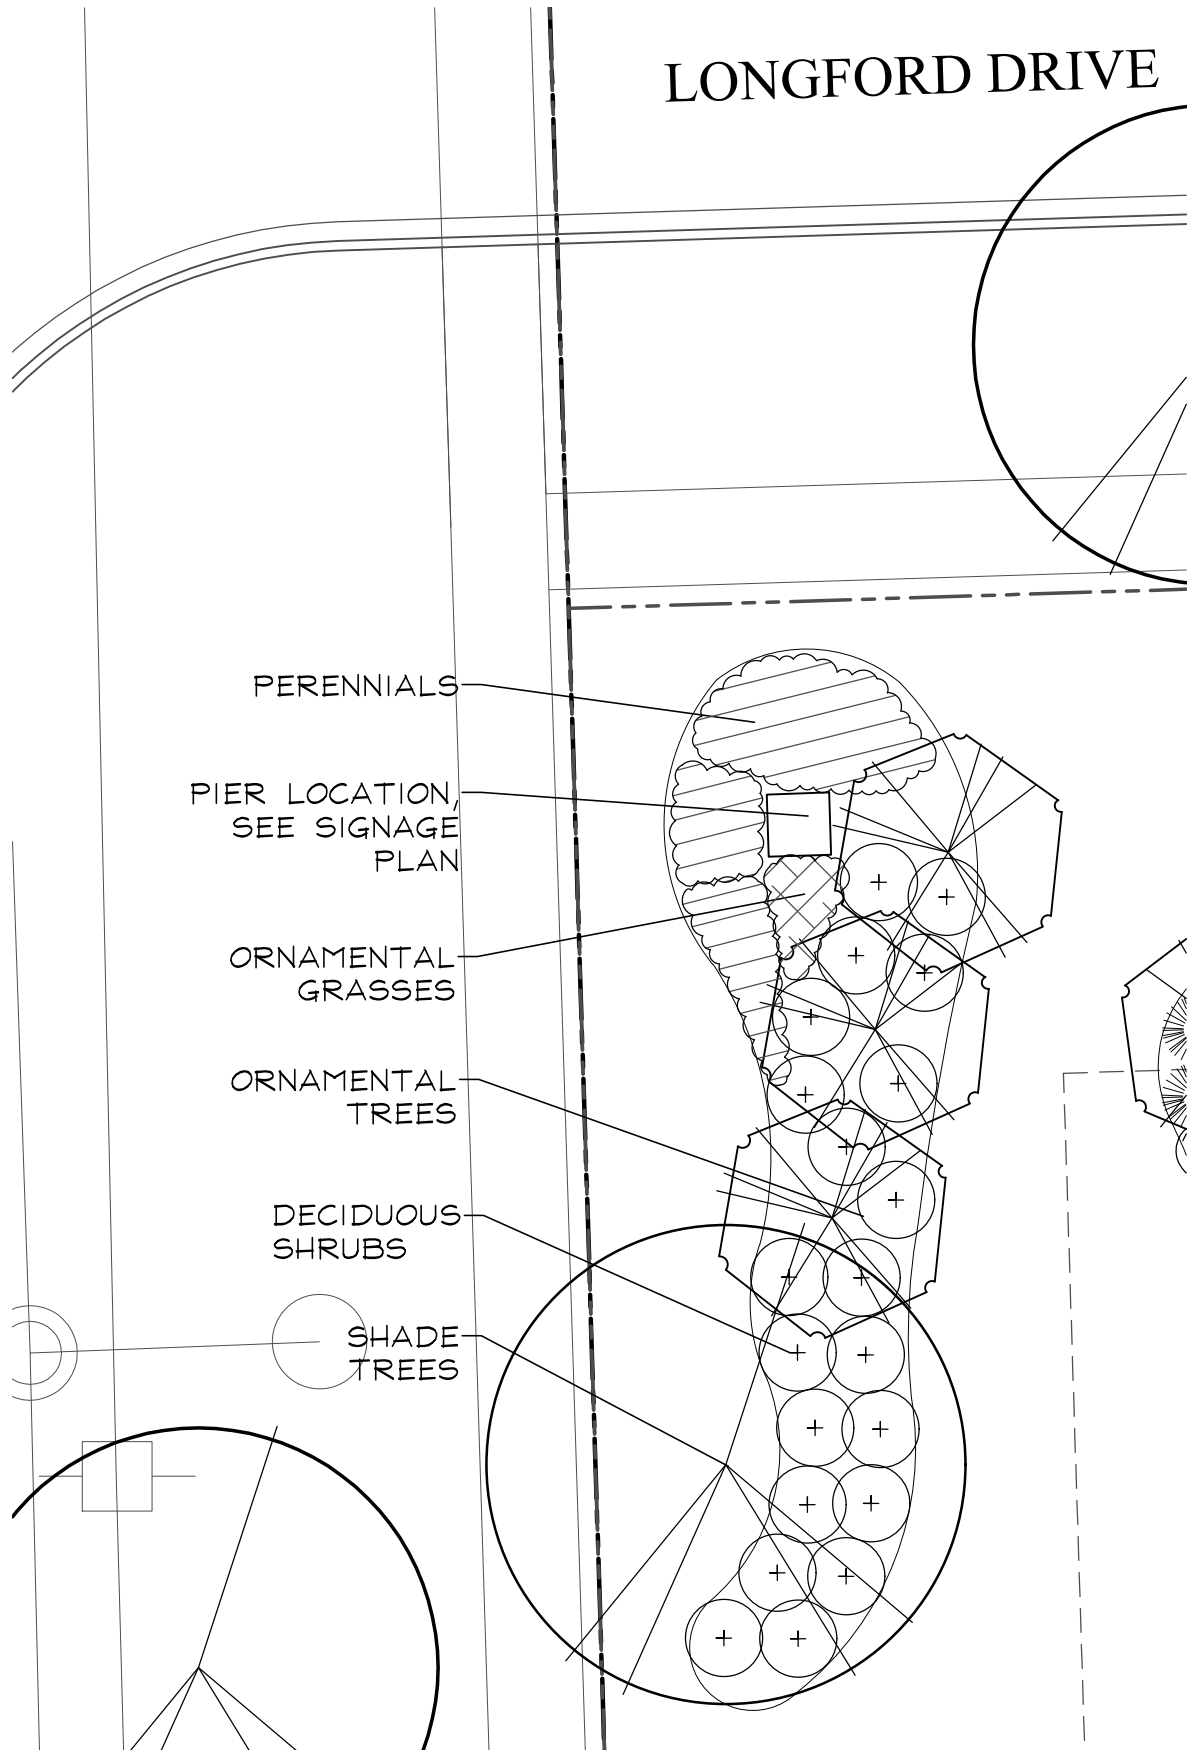 LONGFORD DRIVE
PERENNIALS
PIER LOCATION,
SEE SIGNAGE
PLAN
ORNAMENTAL
GRASSES
ORNAMENTAL
TREES
DECIDUOUS
SHRUBS
SHADE
TREES